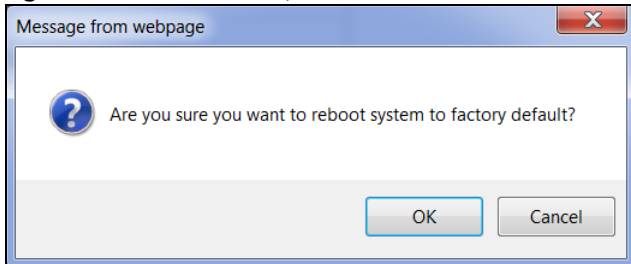 Message from webpage
X
Are you sure you want to reboot system to factory default?
OK Cancel